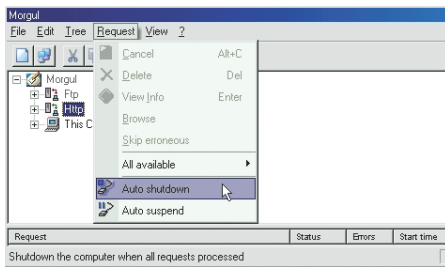 Morgul
File Edit Tree Request View ?
Cancel Alt+C
Delete Del
View Info Enter
Browse
Skip erroneous
All available
Auto shutdown
Auto suspend
Morgul
Ftp
Http
This C
Request Status Errors Start time
Shutdown the computer when all requests processed